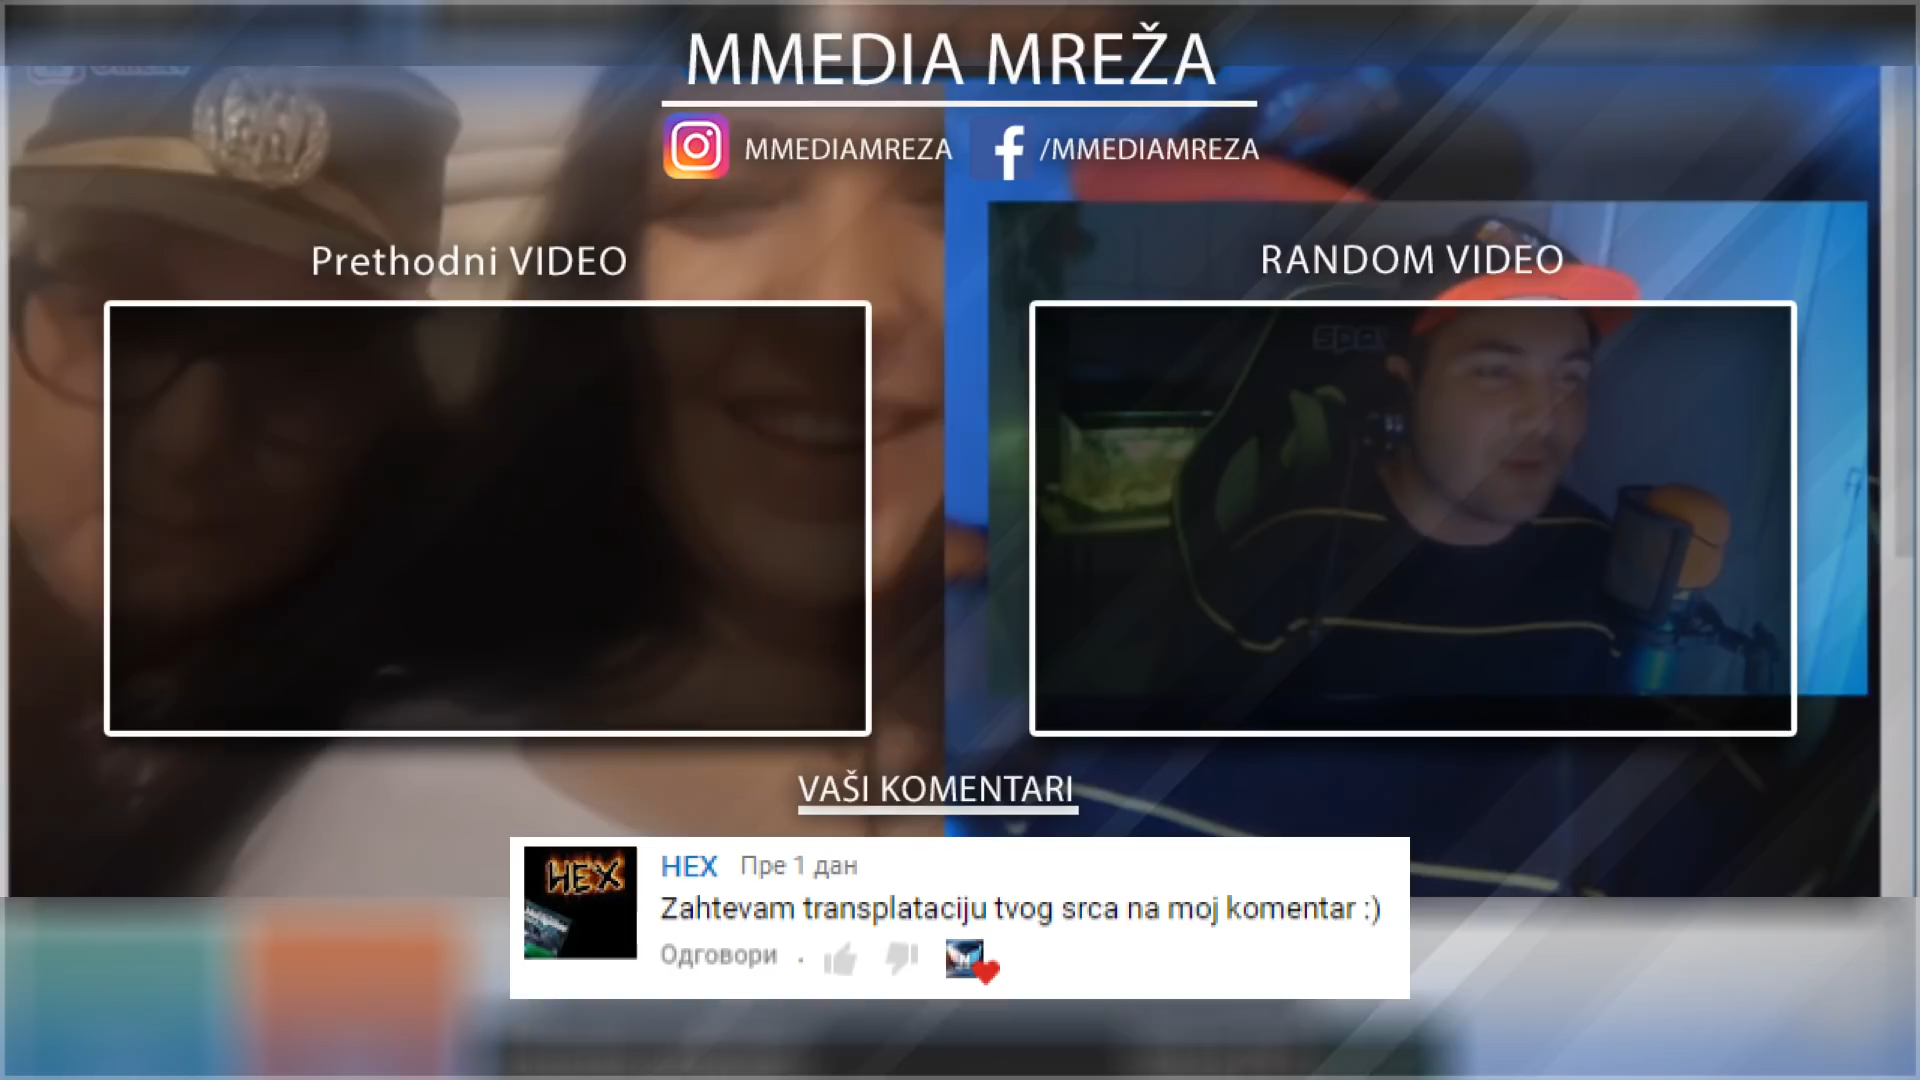 MMEDIA MREŽA
MMEDIAMREZA
/MMEDIAMREZA
Prethodni VIDEO
RANDOM VIDEO
VAŠI KOMENTARI
HEX
HEX Пре 1 дан
Zahtevam transplataciju tvog srca na moj komentar :)
Одговори